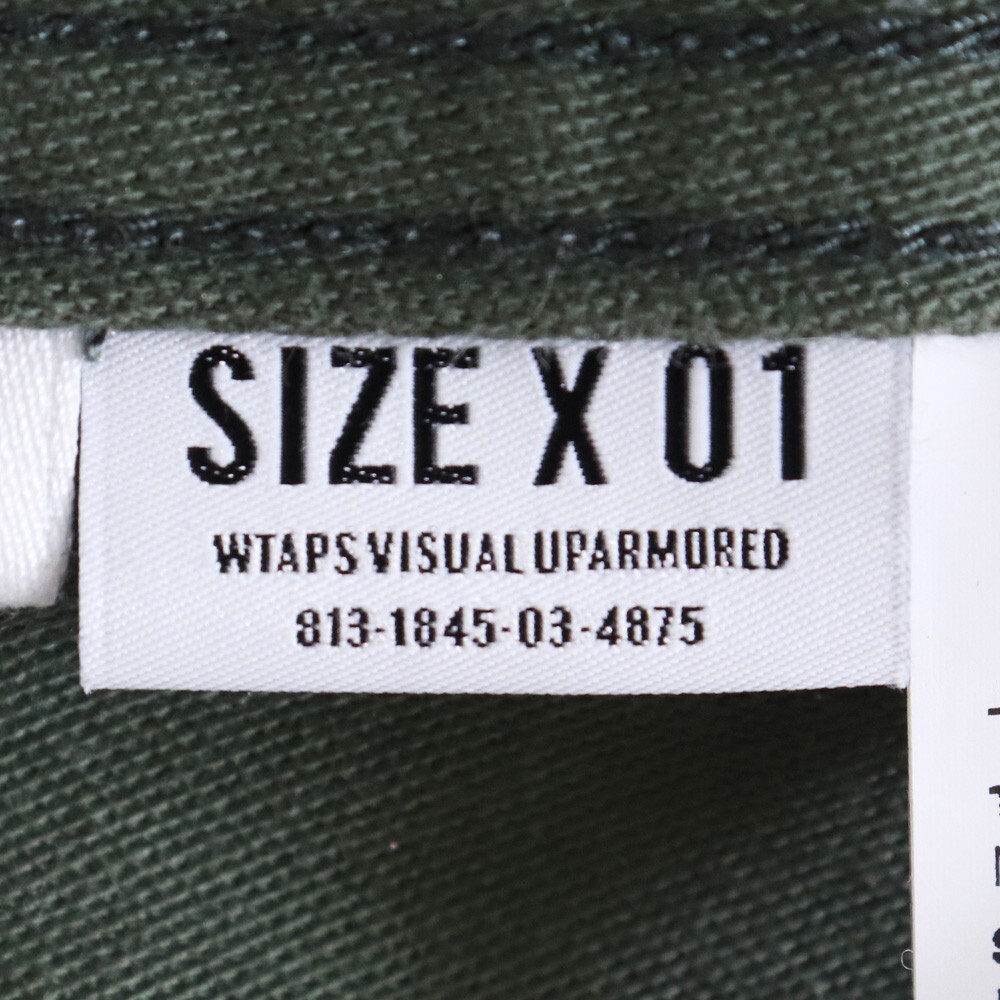 SIZE X 01
WTAPS VISUAL UPARMORED
813-1845-03-4875